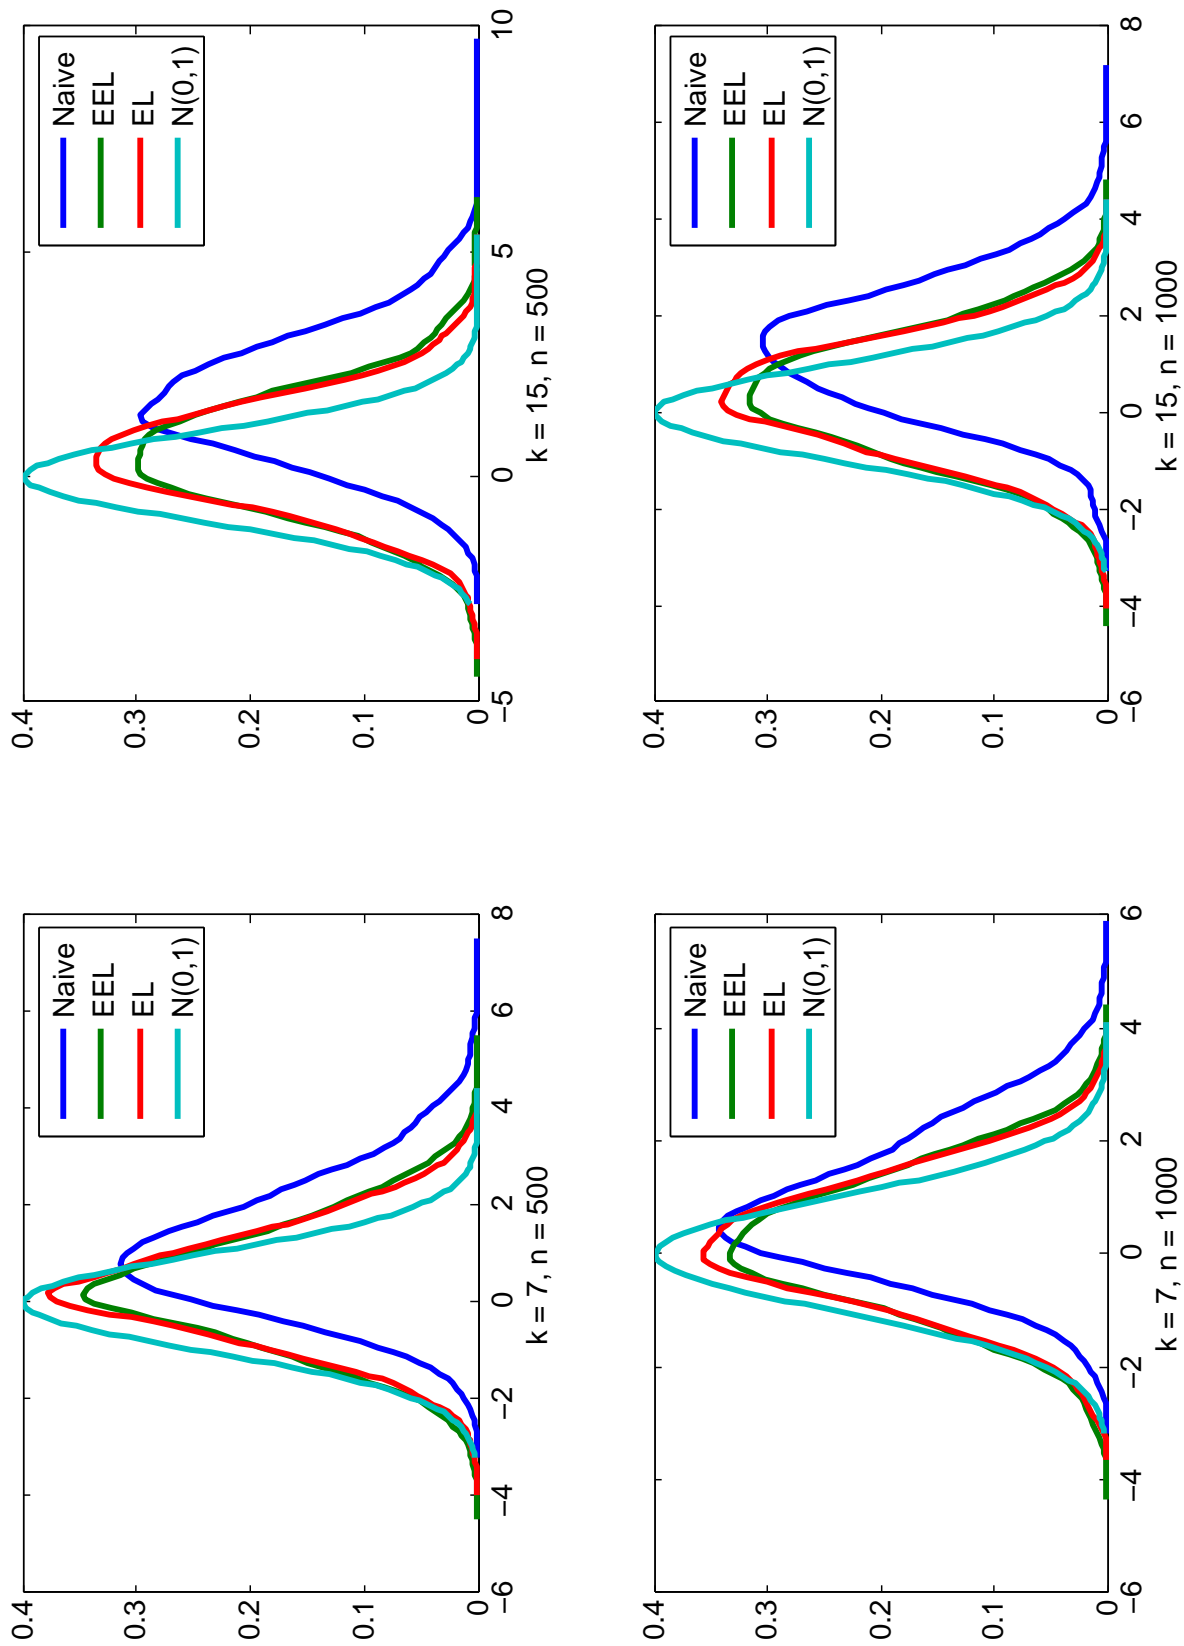 0.4
0.3
0.2
0.1
0
−6
−4
−2
0
2
4
6
8
k = 7, n = 500
Naive
EEL
EL
N(0,1)
0.4
0.3
0.2
0.1
0
−5
0
5
10
k = 15, n = 500
Naive
EEL
EL
N(0,1)
0.4
0.3
0.2
0.1
0
−6
−4
−2
0
2
4
6
k = 7, n = 1000
Naive
EEL
EL
N(0,1)
0.4
0.3
0.2
0.1
0
−6
−4
−2
0
2
4
6
8
k = 15, n = 1000
Naive
EEL
EL
N(0,1)